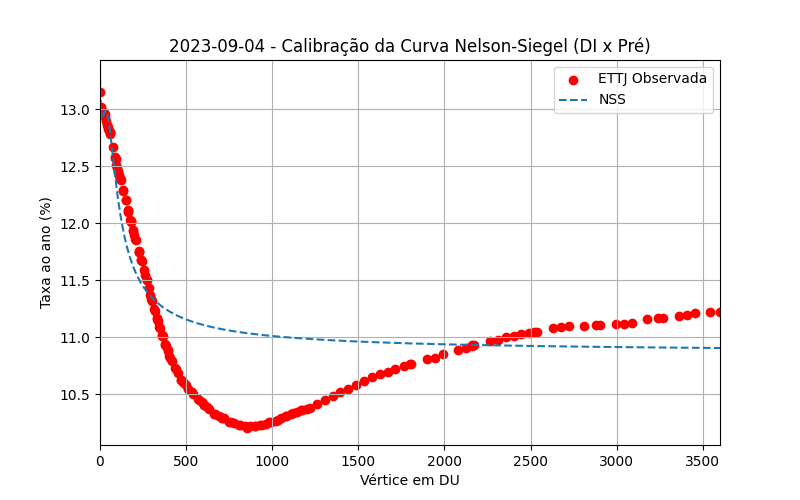 2023-09-04 - Calibração da Curva Nelson-Siegel (DI x Pré)
ETTJ Observada
NSS
Taxa ao ano (%)
13.0
12.5
12.0
11.5
11.0
10.5
0 500 1000 1500 2000 2500 3000 3500
Vértice em DU